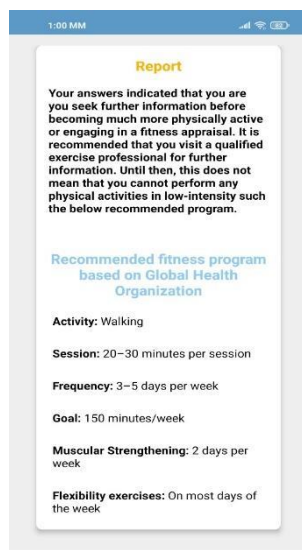 1:00 MM
Report
Your answers indicated that you are
you seek further information before
becoming much more physically active
or engaging in a fitness appraisal. It is
recommended that you visit a qualified
exercise professional for further
information. Until then, this does not
mean that you cannot perform any
physical activities in low-intensity such
the below recommended program.
Recommended fitness program
based on Global Health
Organization
Activity: Walking
Session: 20–30 minutes per session
Frequency: 3–5 days per week
Goal: 150 minutes/week
Muscular Strengthening: 2 days per
week
Flexibility exercises: On most days of
the week